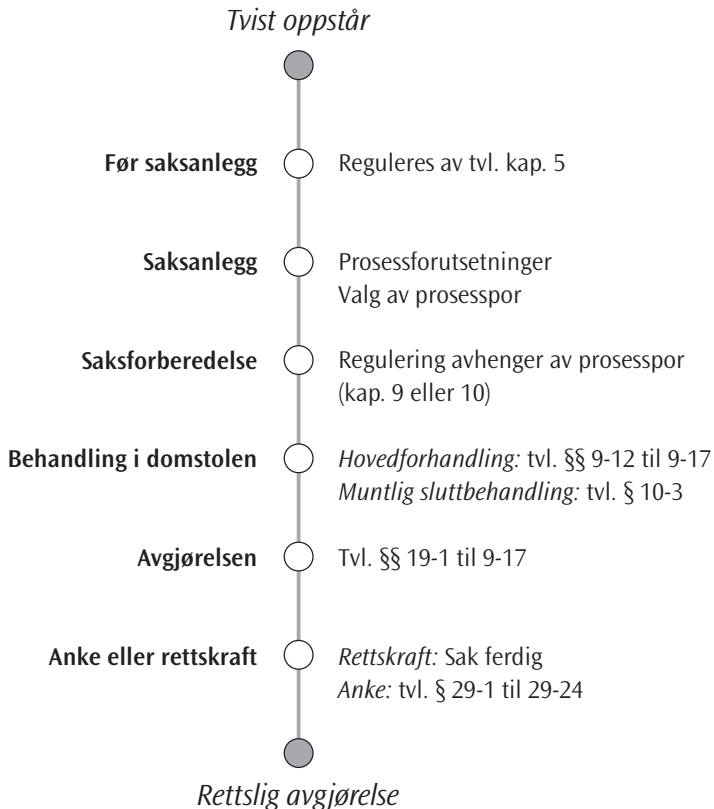 Tvist oppstår
Før saksanlegg
Reguleres av tvl. kap. 5
Saksanlegg
Prosessforutsetninger
Valg av prosesspor
Saksforberedelse
Regulering avhenger av prosesspor
(kap. 9 eller 10)
Behandling i domstolen
Hovedforhandling: tvl. §§ 9-12 til 9-17
Muntlig sluttbehandling: tvl. § 10-3
Avgjørelsen
Tvl. §§ 19-1 til 9-17
Anke eller rettskraft
Rettskraft: Sak ferdig
Anke: tvl. § 29-1 til 29-24
Rettslig avgjørelse